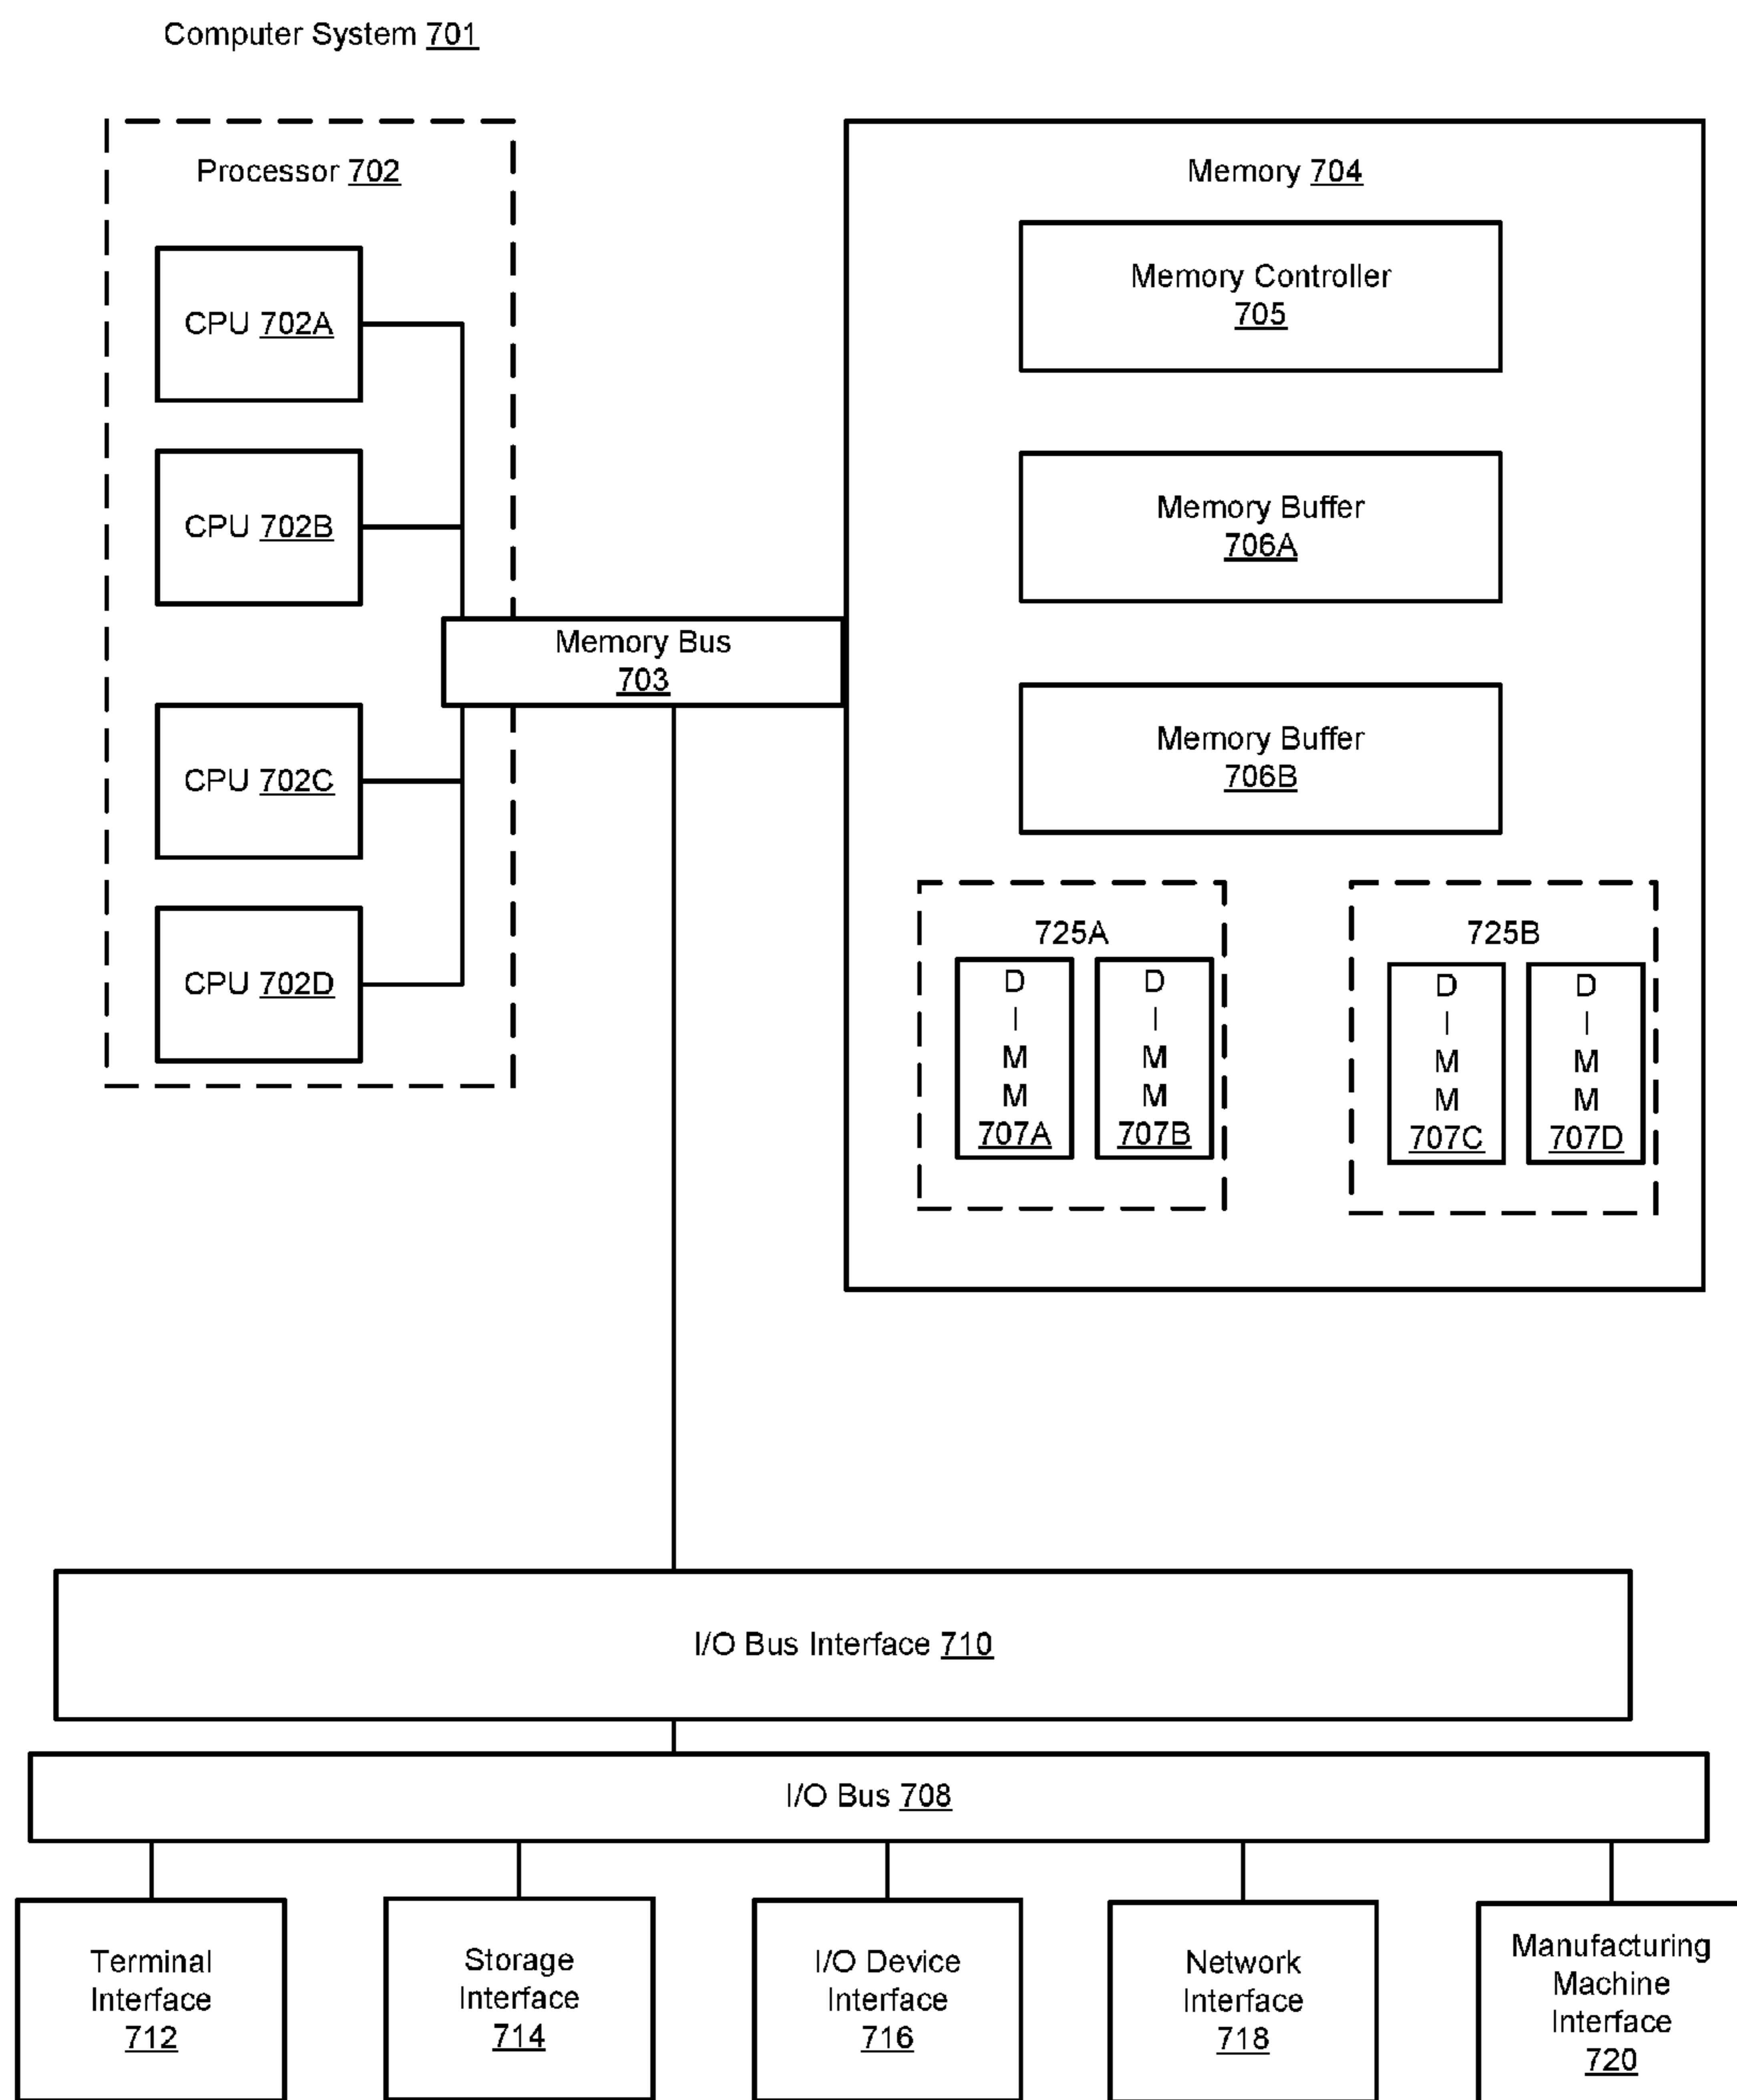 Computer System 701
Processor 702
CPU 702A
CPU 702B
CPU 702C
CPU 702D
Memory Bus
703
Memory 704
Memory Controller
705
Memory Buffer
706A
Memory Buffer
706B
725A
D
I
M
M
707A
D
I
M
M
707B
725B
D
I
M
M
707C
D
I
M
M
707D
I/O Bus Interface 710
I/O Bus 708
Terminal
Interface
712
Storage
Interface
714
I/O Device
Interface
716
Network
Interface
718
Manufacturing
Machine
Interface
720